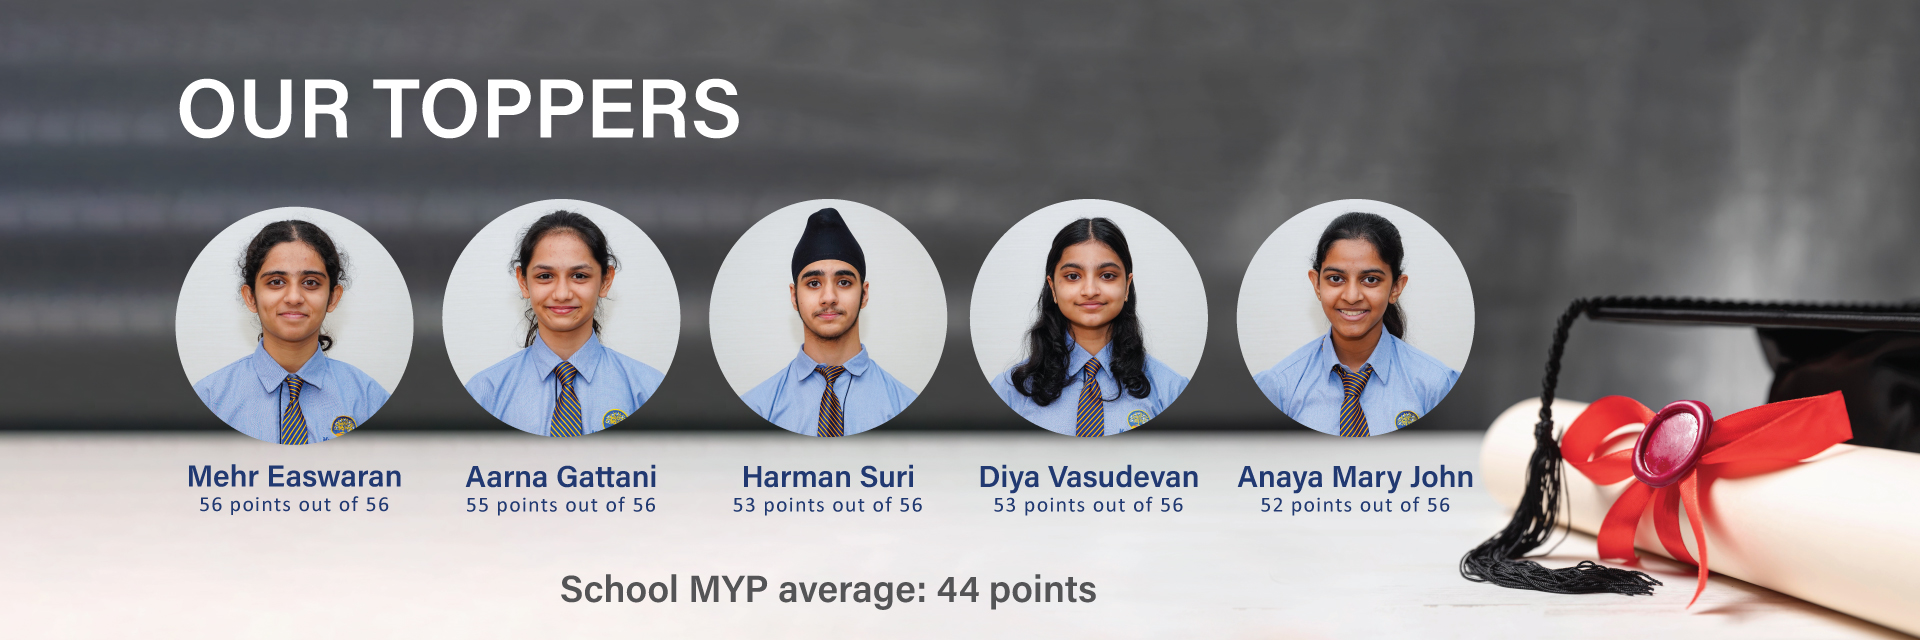 OUR TOPPERS
Mehr Easwaran
56 points out of 56
Aarna Gattani
55 points out of 56
Harman Suri
53 points out of 56
Diya Vasudevan
53 points out of 56
Anaya Mary John
52 points out of 56
School MYP average: 44 points